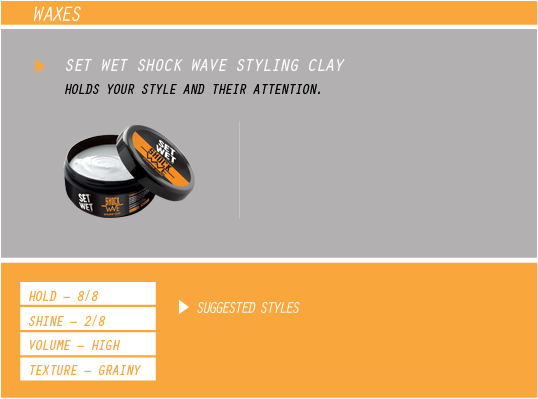 WAXES
SET WET SHOCK WAVE STYLING CLAY
HOLDS YOUR STYLE AND THEIR ATTENTION.
SET
WET
SHOCK
WAVE
SET
WET
SHOCK
WAVE
HOLD – 8/8
SHINE – 2/8
VOLUME – HIGH
TEXTURE – GRAINY
SUGGESTED STYLES